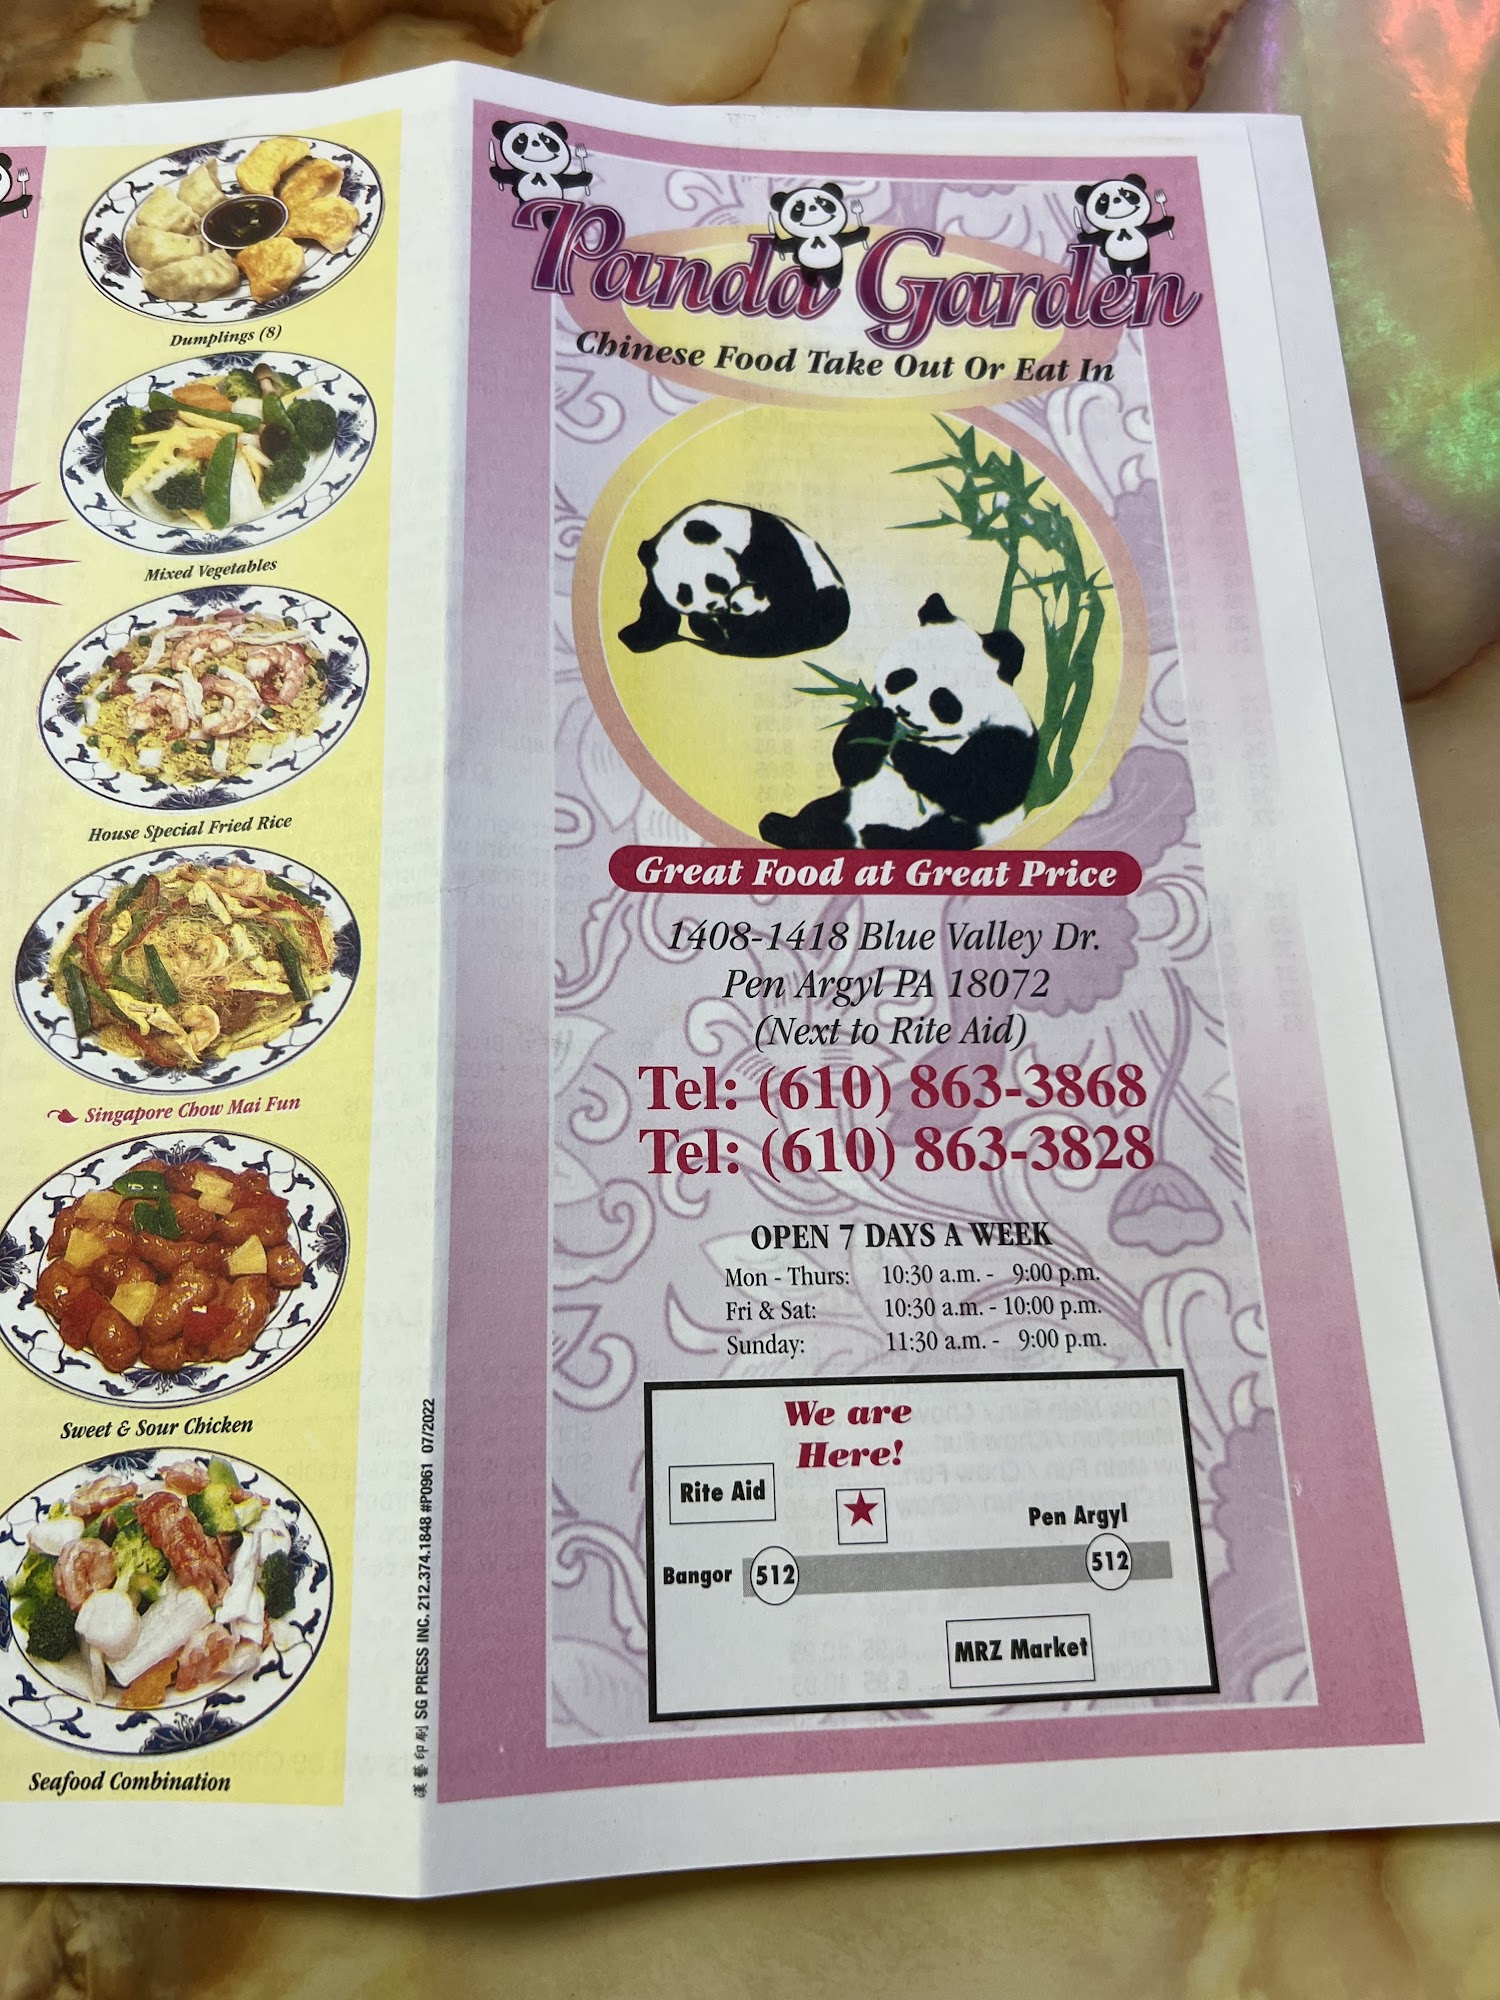 Dumplings (8)
Mixed Vegetables
House Special Fried Rice
Singapore Chow Mai Fun
Sweet & Sour Chicken
Seafood Combination
漢藝印刷 SG PRESS INC. 212.374.1848 #P0961 07/2022
Panda Garden
Chinese Food Take Out Or Eat In
Great Food at Great Price
1408-1418 Blue Valley Dr.
Pen Argyl PA 18072
(Next to Rite Aid)
Tel: (610) 863-3868
Tel: (610) 863-3828
OPEN 7 DAYS A WEEK
Mon - Thurs: 10:30 a.m. - 9:00 p.m.
Fri & Sat: 10:30 a.m. - 10:00 p.m.
Sunday: 11:30 a.m. - 9:00 p.m.
We are
Here!
Rite Aid
Pen Argyl
Bangor 512 512
MRZ Market